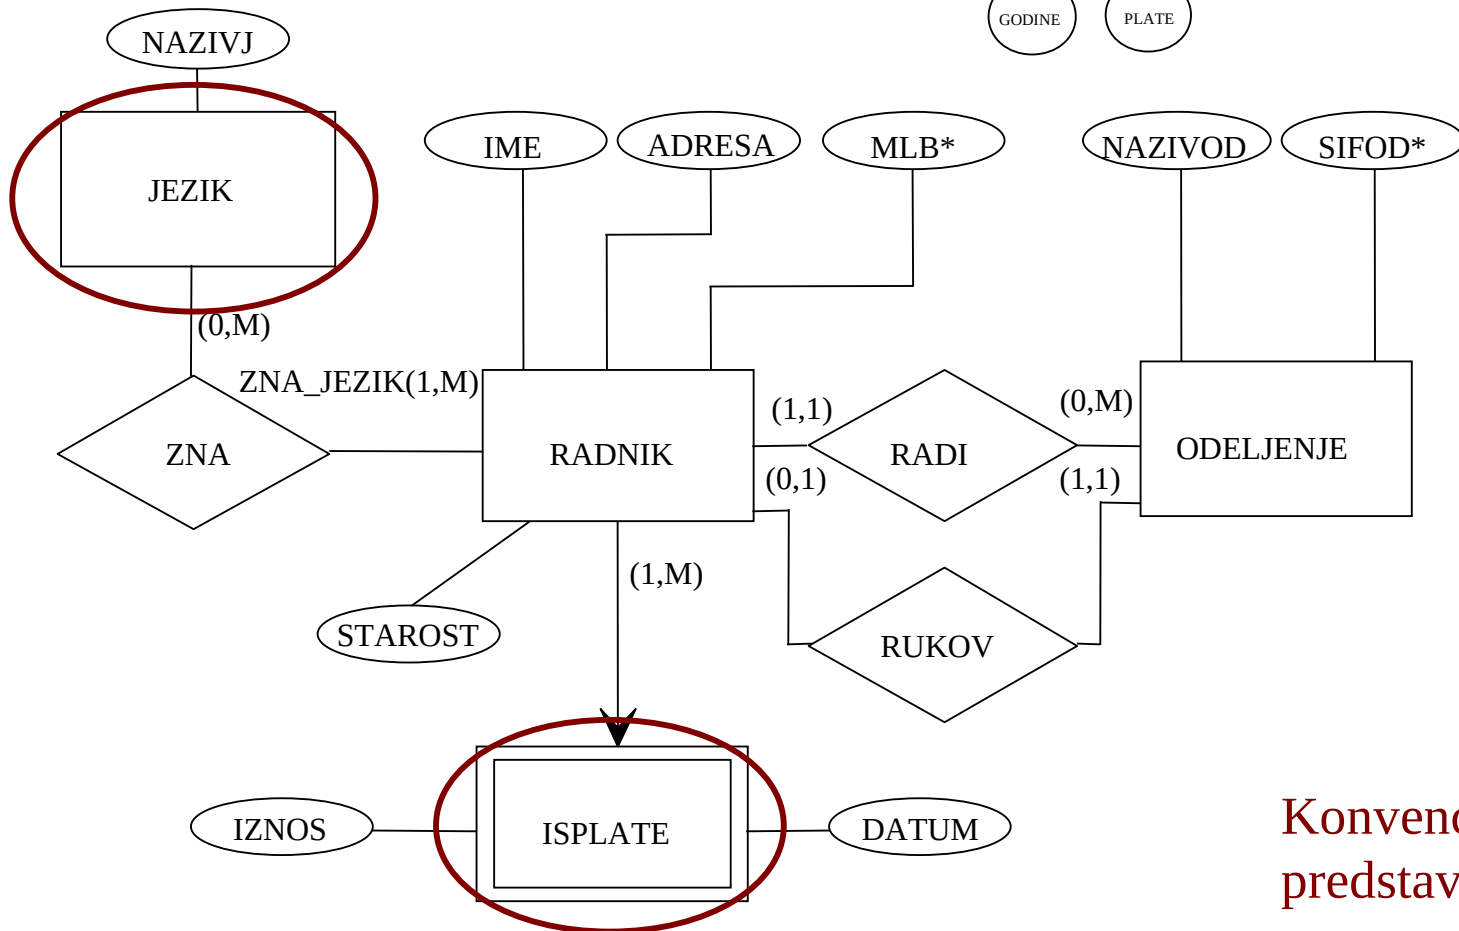 GODINE
PLATE
NAZIVJ
IME
ADRESA
MLB*
NAZIVOD
SIFOD*
JEZIK
(0,M)
ZNA_JEZIK(1,M)
(1,1)
(0,M)
ZNA
RADNIK
RADI
ODELJENJE
(0,1)
(1,1)
(1,M)
STAROST
RUKOV
IZNOS
ISPLATE
DATUM